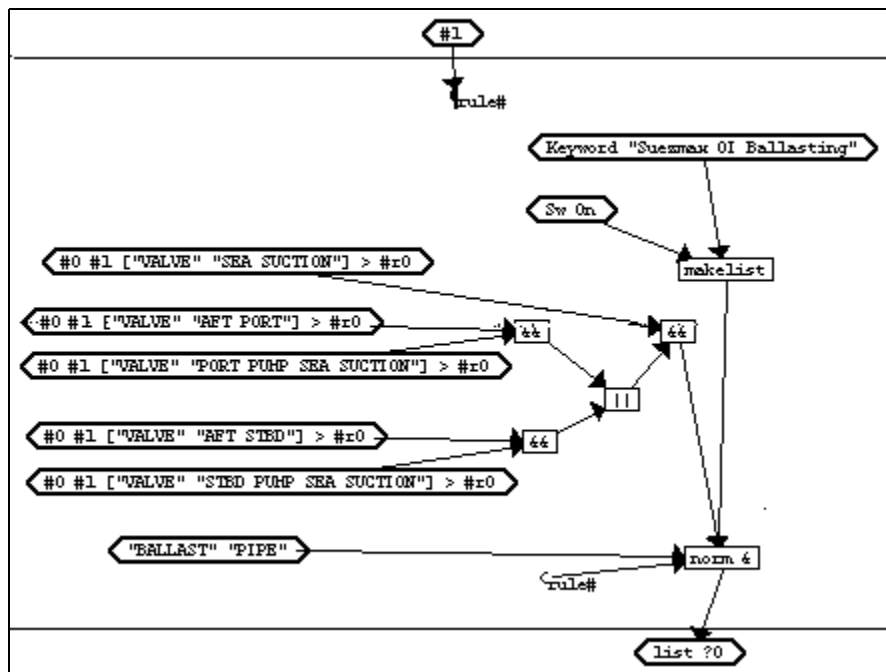 #1
rule#
Keyword "Suezmax OI Ballasting"
Sw On
#0 #1 ["VALVE" "SEA SUCTION"] > #r0
makelist
#0 #1 ["VALVE" "AFT PORT"] > #r0
&&
&&
#0 #1 ["VALVE" "PORT PUMP SEA SUCTION"] > #r0
||
#0 #1 ["VALVE" "AFT STBD"] > #r0
&&
#0 #1 ["VALVE" "STBD PUMP SEA SUCTION"] > #r0
"BALLAST" "PIPE"
norm &
rule#
list ?0